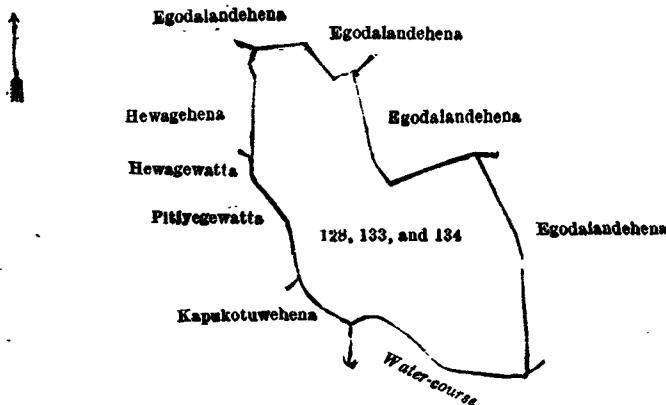 Egodalandehena
Egodalandehena
Hewagehena
Egodalandehena
Hewagewatta
Pitiyegewatta
128, 133, and 134
Egodalandehena
Kapukotuwehena
Water-course